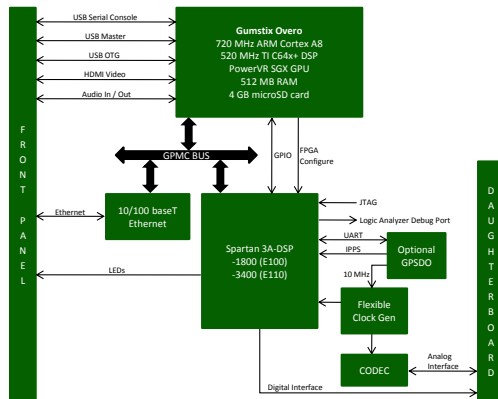 USB Serial Console
USB Master
USB OTG
HDMI Video
Audio In / Out
Gumstix Overo
720 MHz ARM Cortex A8
520 MHz TI C64x+ DSP
PowerVR SGX GPU
512 MB RAM
4 GB microSD card
FRONT PANEL
GPMC BUS
GPIO
FPGA
Configure
Ethernet
10/100 baseT
Ethernet
LEDs
Spartan 3A-DSP
-1800 (E100)
-3400 (E110)
JTAG
Logic Analyzer Debug Port
UART
IPPS
10 MHz
Optional
GPSDO
Flexible
Clock Gen
CODEC
Analog
Interface
Digital Interface
DAUGHTERBOARD